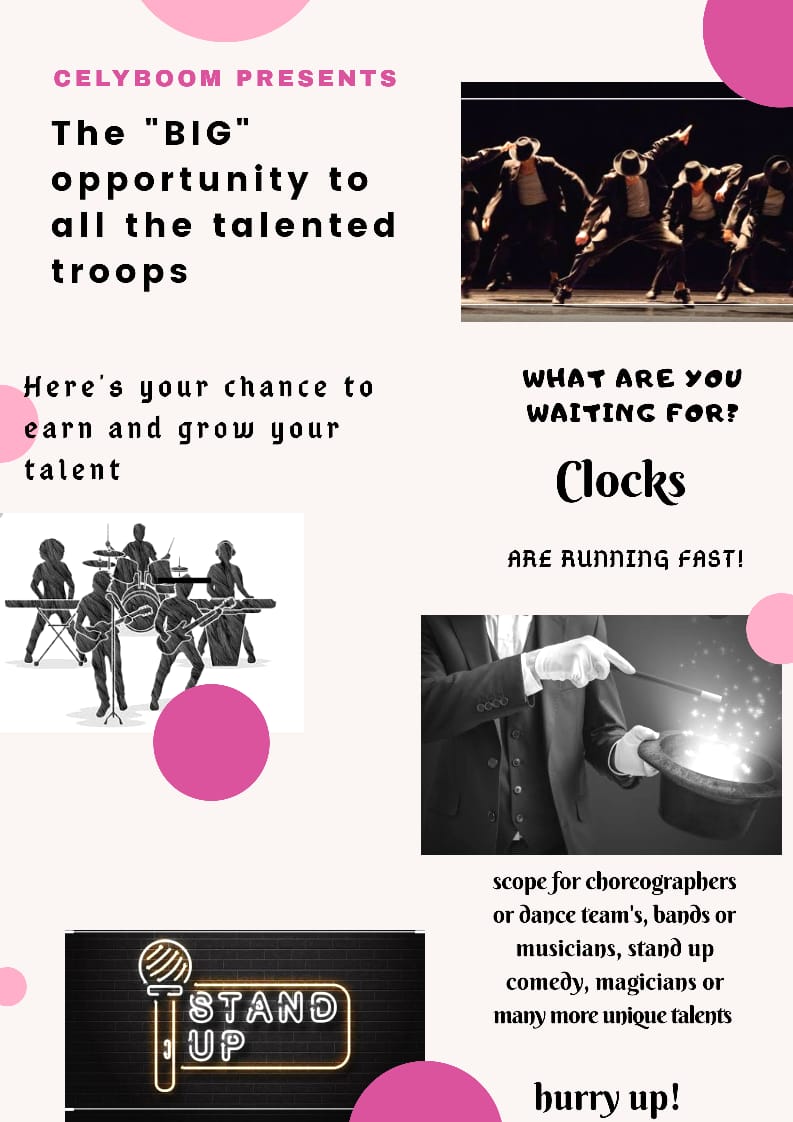 CELYBOOM PRESENTS
The "BIG"
opportunity to
all the talented
troops
Here's your chance to
earn and grow your
talent
WHAT ARE YOU
WAITING FOR?
Clocks
ARE RUNNING FAST!
scope for choreographers
or dance team's, bands or
musicians, stand up
comedy, magicians or
many more unique talents
STAND
UP
hurry up!